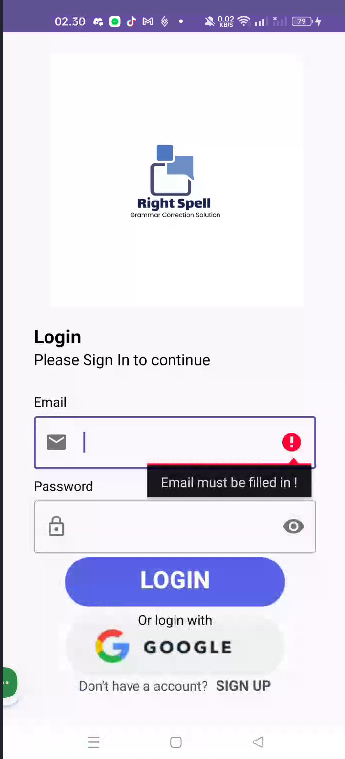 02.30 0.02 KB/S 79
Right Spell
Grammar Correction Solution
Login
Please Sign In to continue
Email
Email must be filled in !
Password
LOGIN
Or login with
GOOGLE
Don't have a account? SIGN UP